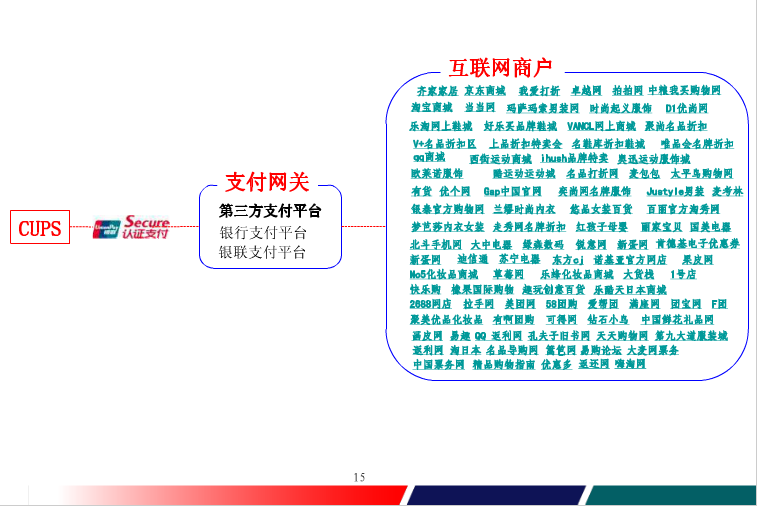 互联网商户
齐家家居 京东商城 我爱打折 卓越网 拍拍网 中粮我买购物网
淘宝商城 当当网 玛萨玛索男装网 时尚起义服饰 D1优尚网
乐淘网上鞋城 好乐买品牌鞋城 VANCL网上商城 聚尚名品折扣
V+名品折扣区 上品折扣特卖会 名鞋库折扣鞋城 唯品会名牌折扣
qq商城 西街运动商城 ihush品牌特卖 奥迅运动服饰城
欧莱诺服饰 酷运动运动城 名品打折网 麦包包 太平鸟购物网
支付网关
有货 优个网 Gap中国官网 奕尚网名牌服饰 Justyle男装 麦考林
第三方支付平台
银泰官方购物网 兰缪时尚内衣 悠品女装百货 百丽官方淘秀网
CUPS
UnionPay 银联 Secure 认证支付
银行支付平台
梦芭莎内衣女装 走秀网名牌折扣 红孩子母婴 丽家宝贝 国美电器
北斗手机网 大中电器 绿森数码 锐意网 新蛋网 肯德基电子优惠券
银联支付平台
新蛋网 迪信通 苏宁电器 东方cj 诺基亚官方网店 果皮网
No5化妆品商城 草莓网 乐蜂化妆品商城 大货栈 1号店
快乐购 橡果国际购物 趣玩创意百货 乐酷天日本商城
2688网店 拉手网 美团网 58团购 爱帮团 满座网 团宝网 F团
聚美优品化妆品 有啊团购 可得网 钻石小鸟 中国鲜花礼品网
酒皮网 易趣 QQ 返利网 孔夫子旧书网 天天购物网 第九大道服装城
返利网 淘日本 名品导购网 篱笆网 易购论坛 大麦网票务
中国票务网 精品购物指南 优惠多 返还网 嗨淘网
15